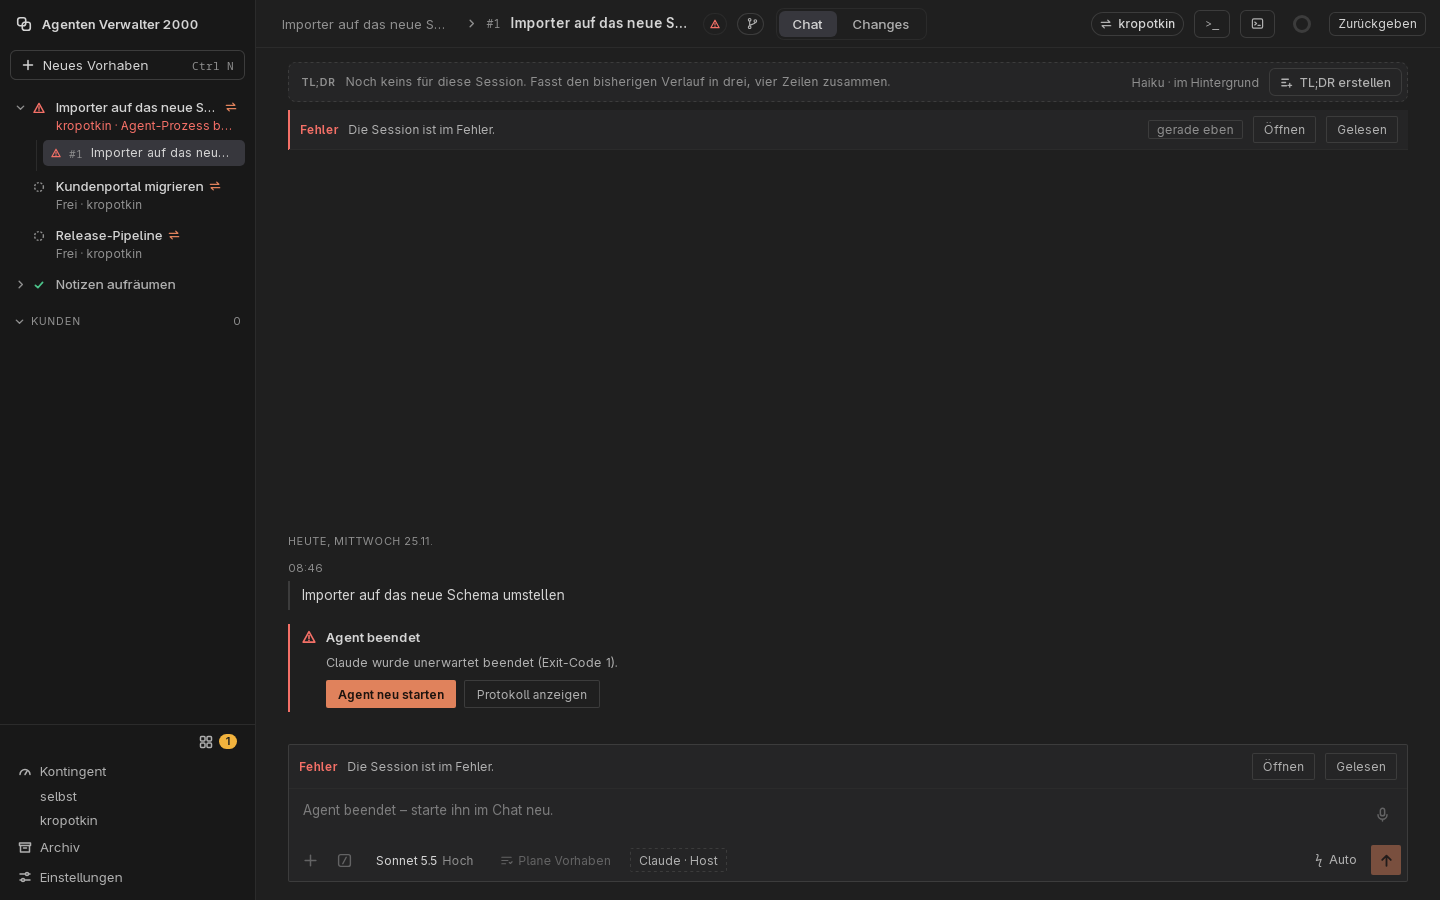 Agenten Verwalter 2000
Neues Vorhaben Ctrl N
Importer auf das neue S…
kropotkin · Agent-Prozess b…
#1 Importer auf das neu…
Kundenportal migrieren
Frei · kropotkin
Release-Pipeline
Frei · kropotkin
Notizen aufräumen
KUNDEN 0
1
Kontingent
selbst
kropotkin
Archiv
Einstellungen
Importer auf das neue S… #1 Importer auf das neue S… Chat Changes kropotkin >_ Zurückgeben
TL;DR Noch keins für diese Session. Fasst den bisherigen Verlauf in drei, vier Zeilen zusammen. Haiku · im Hintergrund TL;DR erstellen
Fehler Die Session ist im Fehler. gerade eben Öffnen Gelesen
HEUTE, MITTWOCH 25.11.
08:46
Importer auf das neue Schema umstellen
Agent beendet
Claude wurde unerwartet beendet (Exit-Code 1).
Agent neu starten Protokoll anzeigen
Fehler Die Session ist im Fehler. Öffnen Gelesen
Agent beendet – starte ihn im Chat neu.
Sonnet 5.5 Hoch Plane Vorhaben Claude · Host Auto